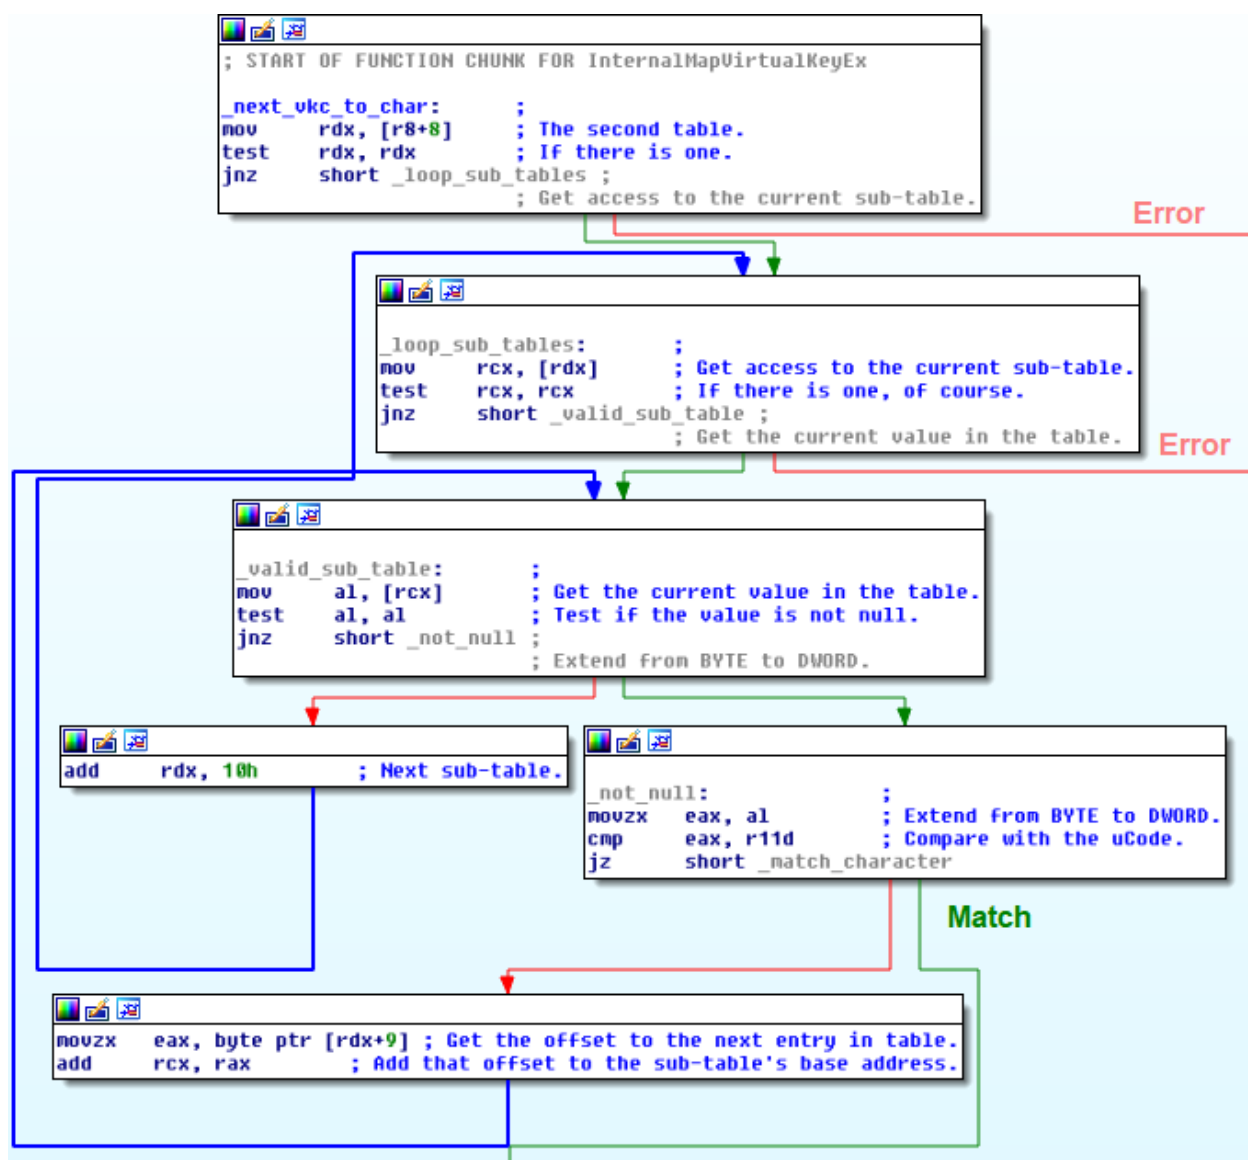 ; START OF FUNCTION CHUNK FOR InternalMapVirtualKeyEx
_next_vkc_to_char: ;
mov rdx, [r8+8] ; The second table.
test rdx, rdx ; If there is one.
jnz short _loop_sub_tables ;
; Get access to the current sub-table.
Error
_loop_sub_tables: ;
mov rcx, [rdx] ; Get access to the current sub-table.
test rcx, rcx ; If there is one, of course.
jnz short _valid_sub_table ;
; Get the current value in the table.
Error
_valid_sub_table: ;
mov al, [rcx] ; Get the current value in the table.
test al, al ; Test if the value is not null.
jnz short _not_null ;
; Extend from BYTE to DWORD.
add rdx, 10h ; Next sub-table.
_not_null: ;
movzx eax, al ; Extend from BYTE to DWORD.
cmp eax, r11d ; Compare with the uCode.
jz short _match_character
Match
movzx eax, byte ptr [rdx+9] ; Get the offset to the next entry in table.
add rcx, rax ; Add that offset to the sub-table's base address.